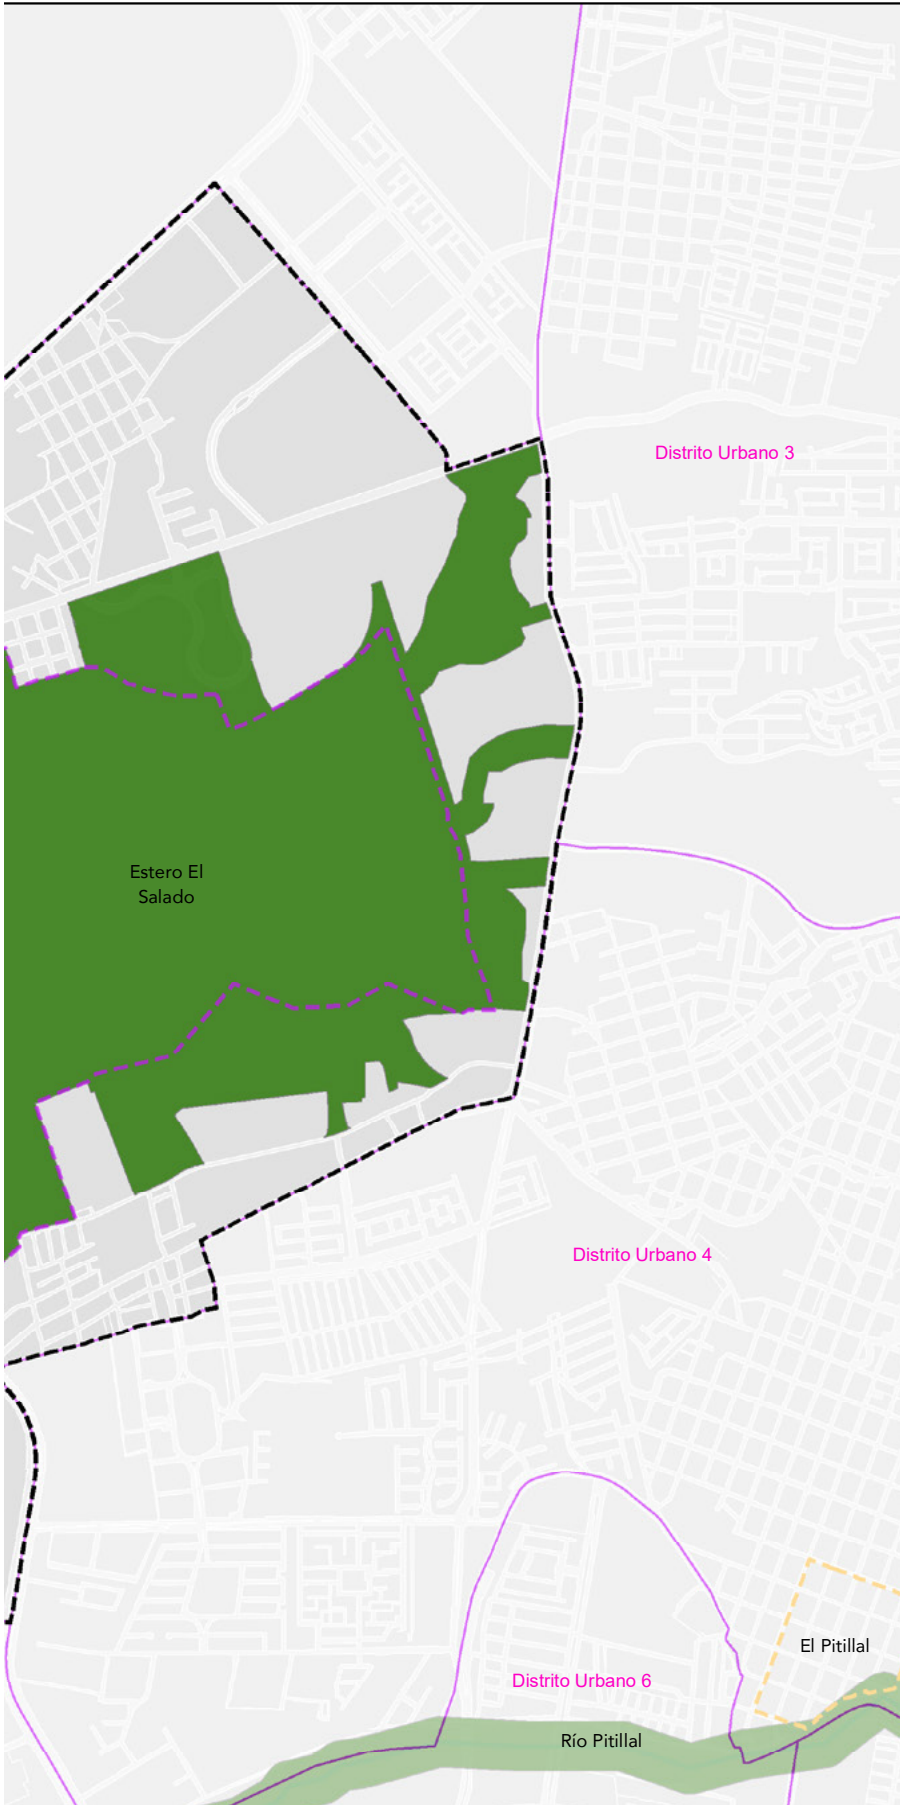 Distrito Urbano 3
Estero El
Salado
Distrito Urbano 4
El Pitillal
Distrito Urbano 6
Río Pitillal